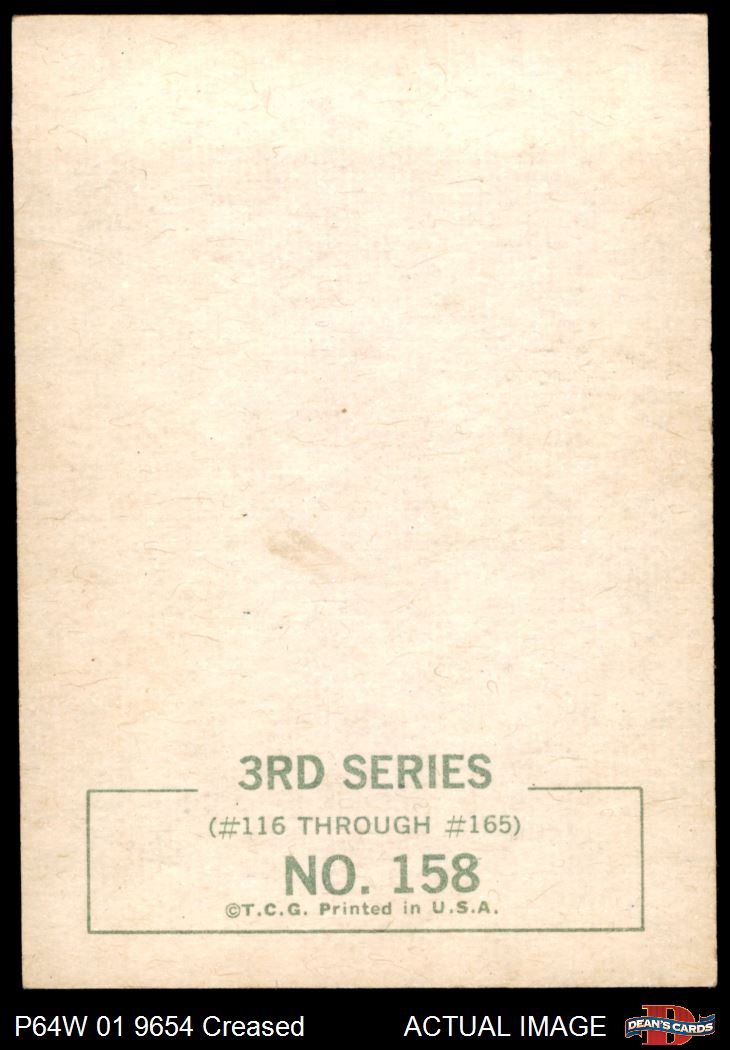 3RD SERIES
(#116 THROUGH #165)
NO. 158
©T.C.G. Printed in U.S.A.
P64W 01 9654 Creased
ACTUAL IMAGE
D
DEAN'S CARDS